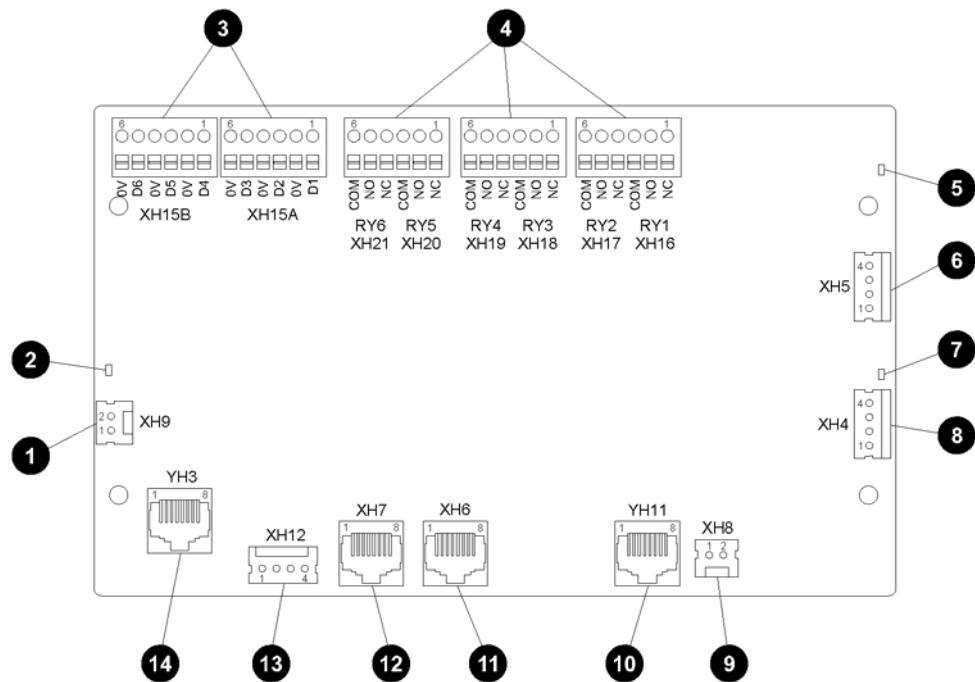 3 4
6 1 6 1 6 1 6 1 6 1
0V D6 0V D5 0V D4 0V D3 0V D2 0V D1 COM NO NC COM NO NC COM NO NC COM NO NC COM NO NC COM NO NC
5
XH15B XH15A RY6 RY5 RY4 RY3 RY2 RY1
XH21 XH20 XH19 XH18 XH17 XH16
6
4
XH5
1
2
7
4
XH4
1
8
2
1
XH9
1
YH3
1 8
XH12
1 4
XH7
1 8
XH6
1 8
YH11
1 8
XH8
1 2
14 13 12 11 10 9